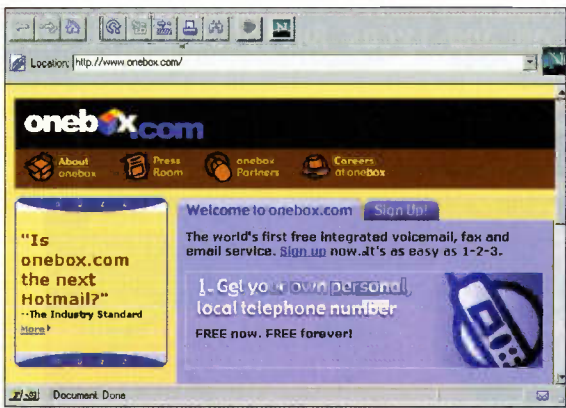 Location: http://www.onebox.com/
onebox.com
About onebox
Press Room
onebox Partners
Careers at onebox
Welcome to onebox.com
Sign Up!
"Is
onebox.com
the next
Hotmail?"
--The Industry Standard
More
The world's first free integrated voicemail, fax and
email service. Sign up now. It's as easy as 1-2-3.
1. Get your own personal,
local telephone number
FREE now. FREE forever!
Document: Done